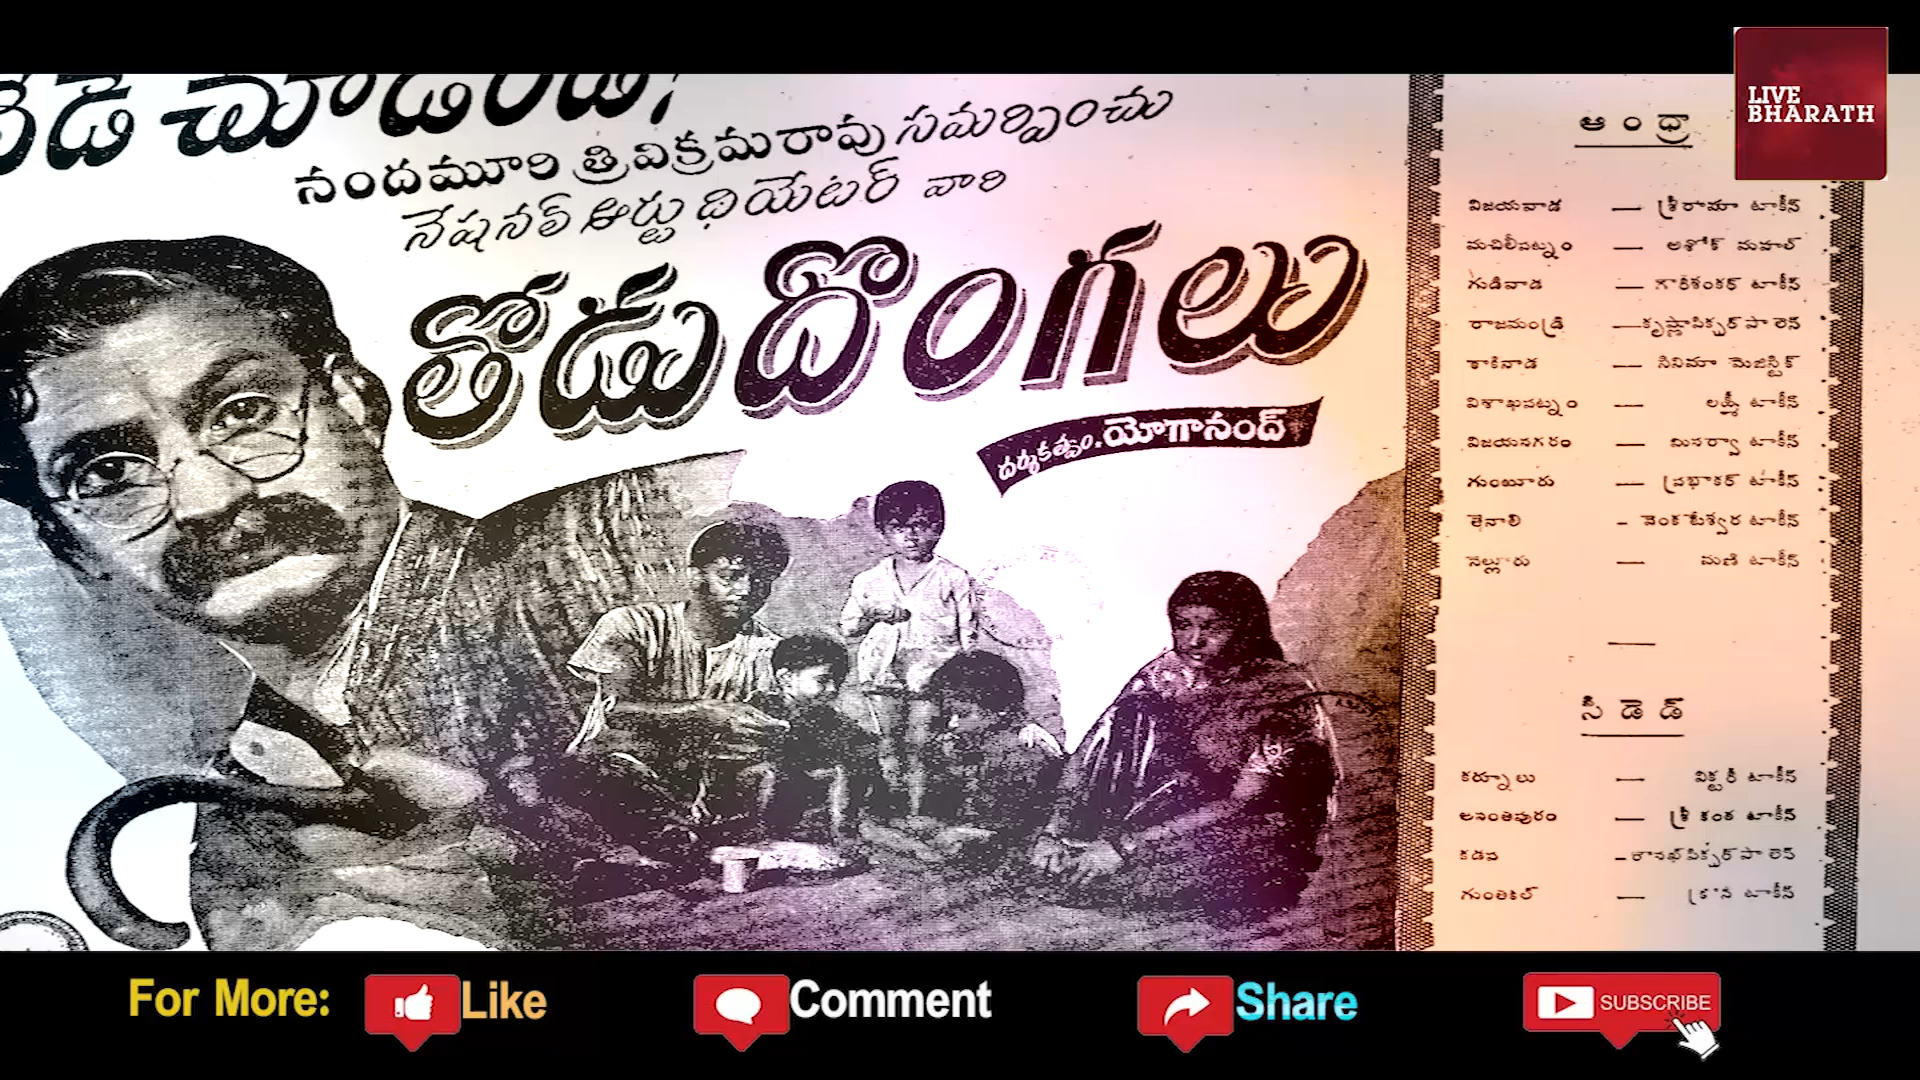 చూడండి!
నందమూరి త్రివిక్రమరావు సమర్పించు
నేషనల్ ఆర్టు థియేటర్ వారి
తోడుదొంగలు
దర్శకత్వం. యోగానంద్
LIVE
BHARATH
ఆంధ్రా
విజయవాడ — శ్రీరామా టాకీస్
మచిలీపట్నం — అశోక్ మహల్
గుడివాడ — గౌరీశంకర్ టాకీస్
రాజమండ్రి — కృష్ణాపిక్చర్ పాలెస్
కాకినాడ — సినిమా మెజిస్టిక్
విశాఖపట్నం — లక్ష్మీ టాకీస్
విజయనగరం — మినర్వా టాకీస్
గుంటూరు — ప్రభాకర్ టాకీస్
తెనాలి - వెంకటేశ్వర టాకీస్
నెల్లూరు — మణి టాకీస్
సీడెడ్
కర్నూలు — విక్టరీ టాకీస్
అనంతపురం — శ్రీ కంఠ టాకీస్
కడప
గుంతకల్ — టాకీస్
For More: Like Comment Share SUBSCRIBE